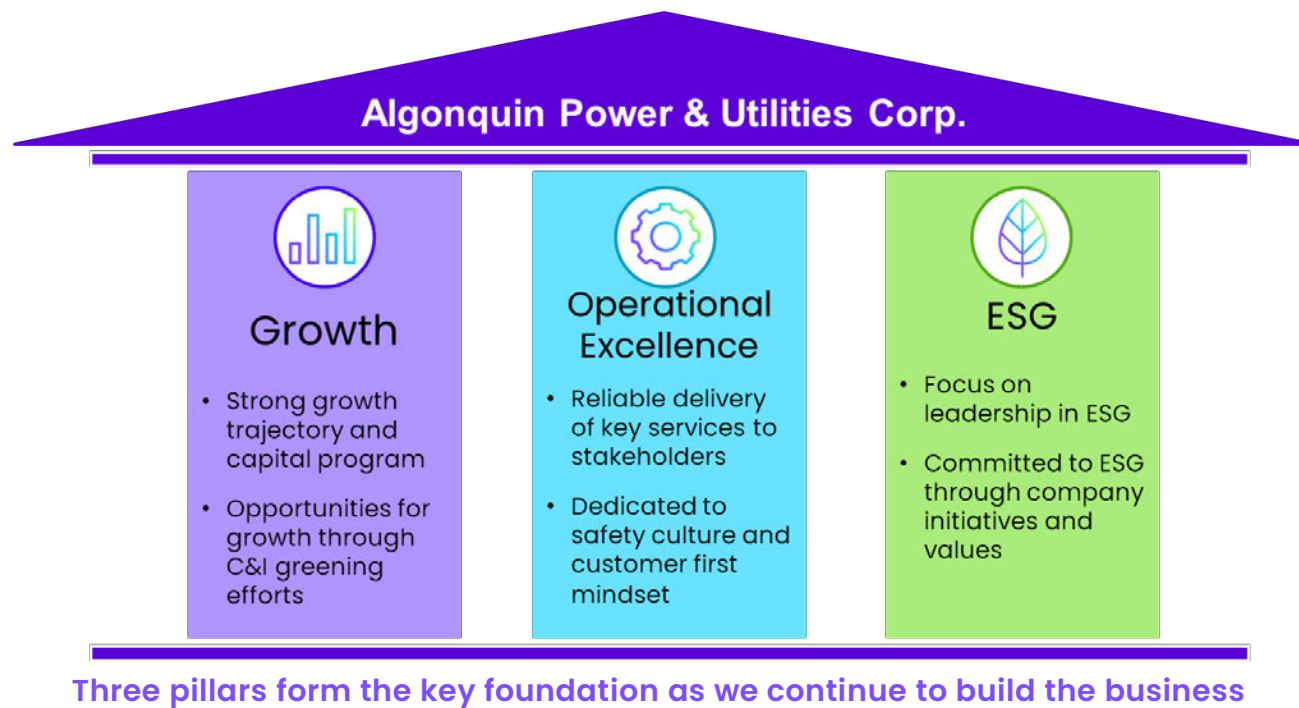 Algonquin Power & Utilities Corp.
Growth
• Strong growth
trajectory and
capital program
• Opportunities for
growth through
C&I greening
efforts
Operational
Excellence
• Reliable delivery
of key services to
stakeholders
• Dedicated to
safety culture and
customer first
mindset
ESG
• Focus on
leadership in ESG
• Committed to ESG
through company
initiatives and
values
Three pillars form the key foundation as we continue to build the business